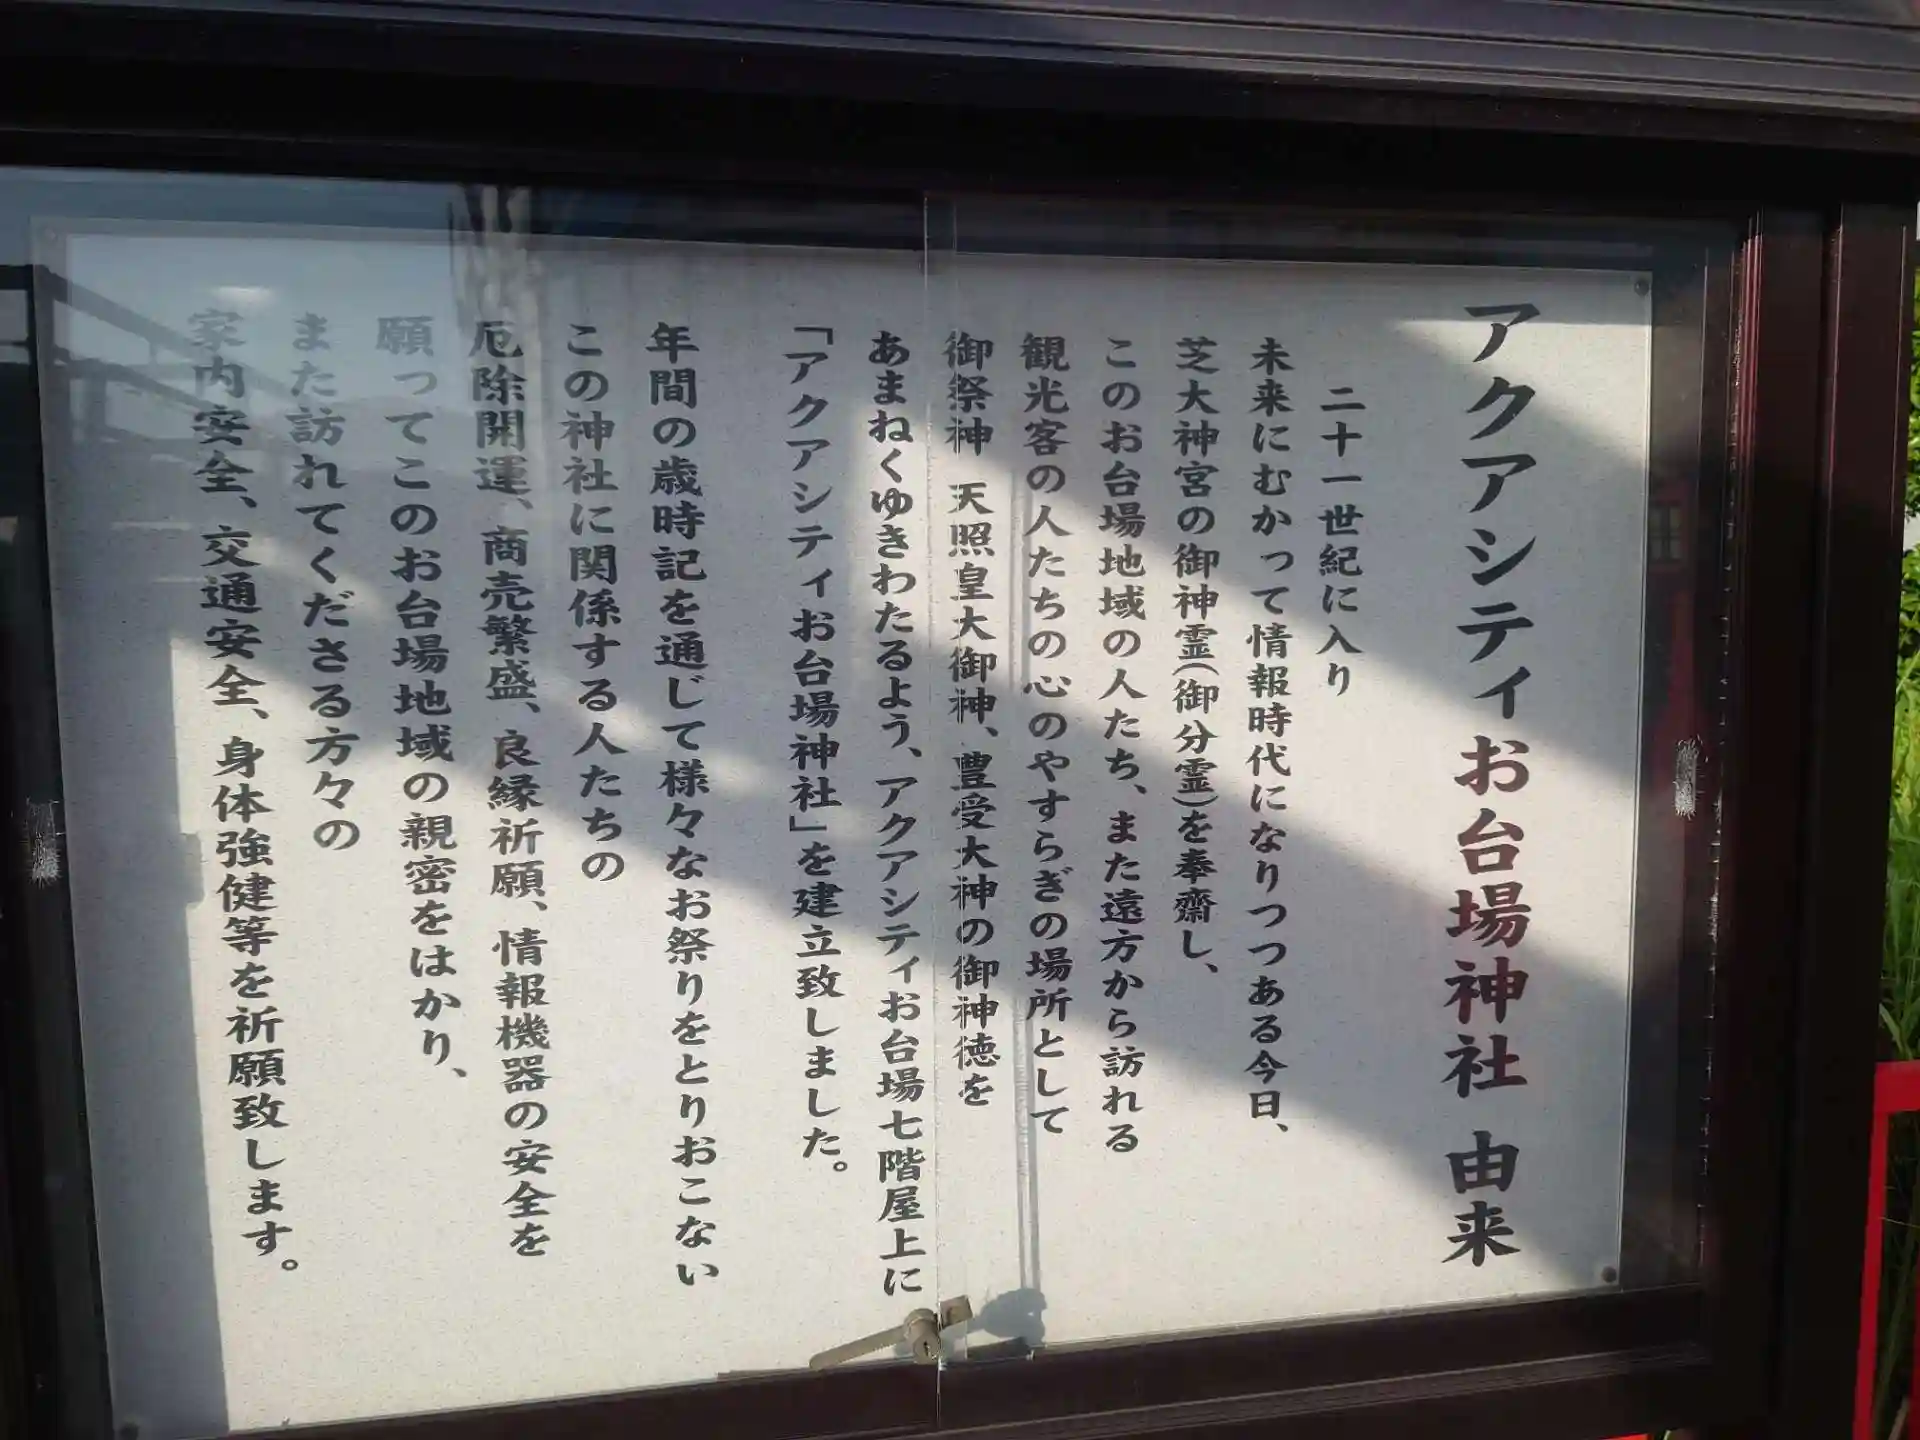 アクアシティお台場神社 由来
二十一世紀に入り
未来にむかって情報時代になりつつある今日、
芝大神宮の御神霊(御分霊)を奉齋し、
このお台場地域の人たち、また遠方から訪れる
観光客の人たちの心のやすらぎの場所として
御祭神 天照皇大御神、豊受大神の御神徳を
あまねくゆきわたるよう、アクアシティお台場七階屋上に
「アクアシティお台場神社」を建立致しました。
年間の歳時記を通じて様々なお祭りをとりおこない
この神社に関係する人たちの
厄除開運、商売繁盛、良縁祈願、情報機器の安全を
願ってこのお台場地域の親密をはかり、
また訪れてくださる方々の
家内安全、交通安全、身体強健等を祈願致します。